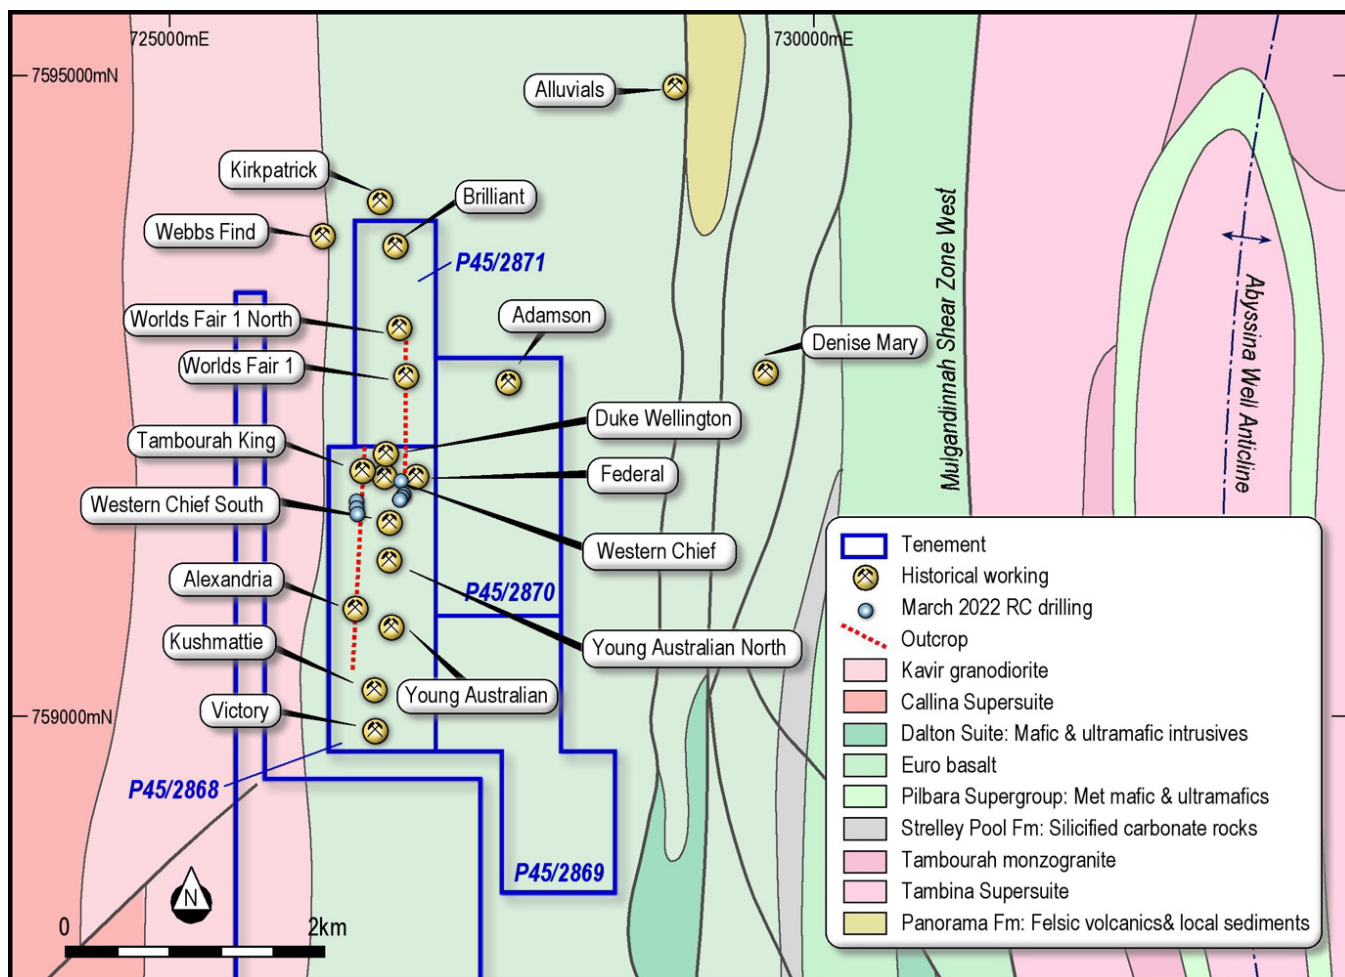 725000mE
730000mE
7595000mN
Alluvials
Kirkpatrick
Brilliant
Webbs Find
P45/2871
Worlds Fair 1 North
Adamson
Denise Mary
Worlds Fair 1
Duke Wellington
Tambourah King
Federal
Western Chief South
Western Chief
Alexandria
P45/2870
Kushmattie
Young Australian North
Young Australian
Victory
759000mN
P45/2868
P45/2869
Mulgandinnah Shear Zone West
Abyssina Well Anticline
N
0
2km
Tenement
Historical working
March 2022 RC drilling
Outcrop
Kavir granodiorite
Callina Supersuite
Dalton Suite: Mafic & ultramafic intrusives
Euro basalt
Pilbara Supergroup: Met mafic & ultramafics
Strelley Pool Fm: Silicified carbonate rocks
Tambourah monzogranite
Tambina Supersuite
Panorama Fm: Felsic volcanics& local sediments